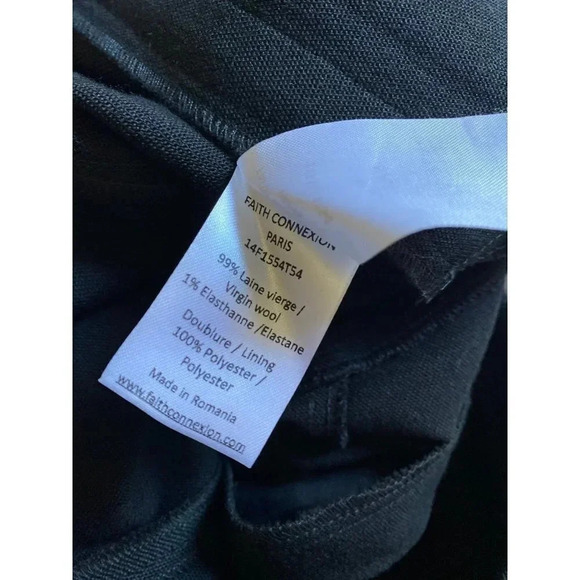 FAITH CONNEXION
PARIS
14F1554T54
99% Laine vierge /
Virgin wool
1% Elasthanne /Elastane
Doublure / Lining
100% Polyester /
Polyester
Made in Romania
www.faithconnexion.com